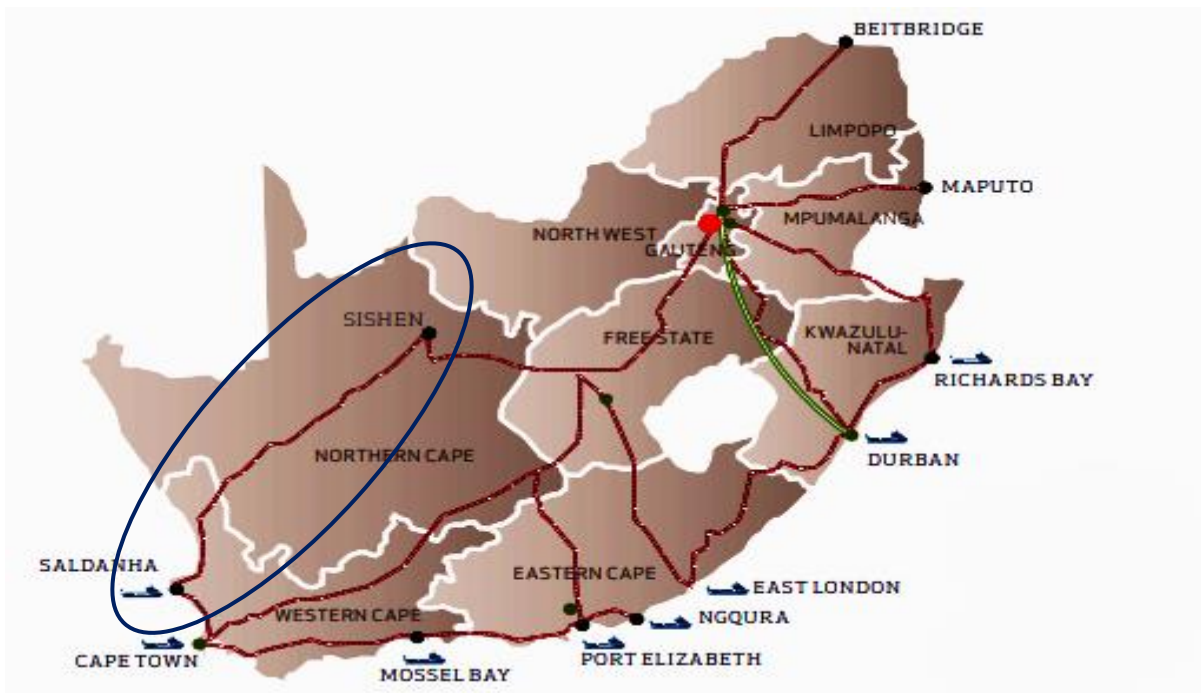 BEITBRIDGE
LIMPOPO
MAPUTO
MPUMALANGA
NORTH WEST
GAUTENG
SISHEN
FREE STATE
KWAZULU-
NATAL
RICHARDS BAY
NORTHERN CAPE
DURBAN
SALDANHA
EASTERN CAPE
EAST LONDON
WESTERN CAPE
NGQURA
CAPE TOWN
PORT ELIZABETH
MOSSEL BAY